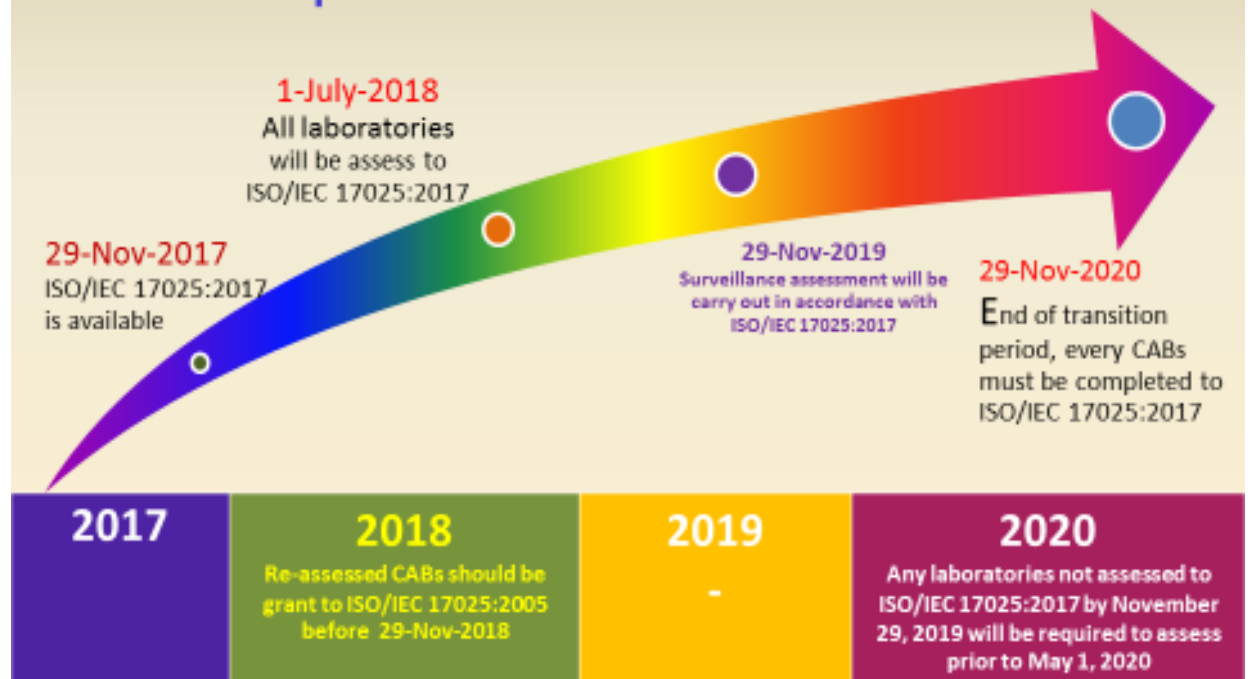 1-July-2018
All laboratories
will be assess to
ISO/IEC 17025:2017
29-Nov-2017
ISO/IEC 17025:2017
is available
29-Nov-2019
Surveillance assessment will be
carry out in accordance with
ISO/IEC 17025:2017
29-Nov-2020
End of transition
period, every CABs
must be completed to
ISO/IEC 17025:2017
2017
2018
Re-assessed CABs should be
grant to ISO/IEC 17025:2005
before 29-Nov-2018
2019
-
2020
Any laboratories not assessed to
ISO/IEC 17025:2017 by November
29, 2019 will be required to assess
prior to May 1, 2020